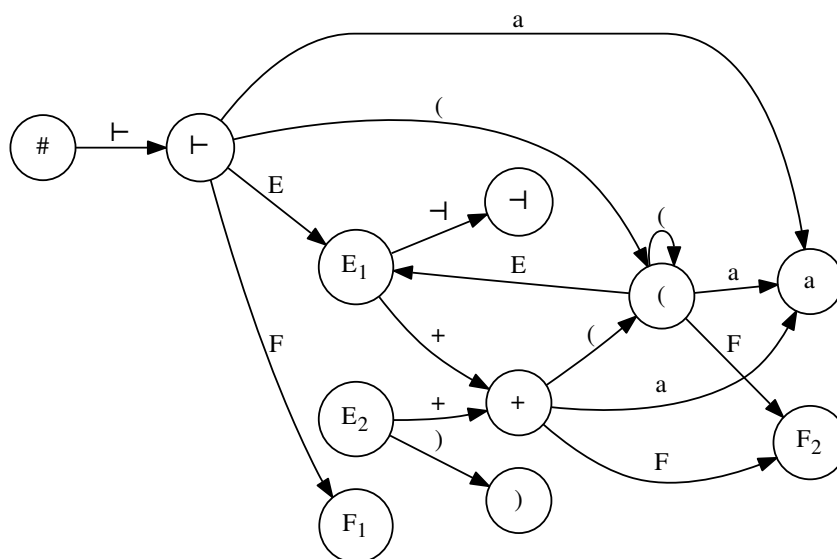 a
(
# ⊢ ⊢
E ⊣ ⊣
(
E₁ E ( a a
+ ( F
F
E₂ + + a F₂
) F
F₁ )